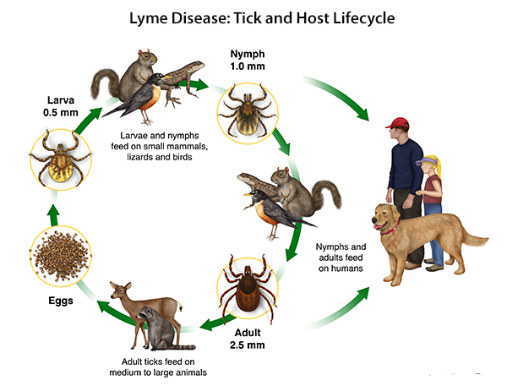 Lyme Disease: Tick and Host Lifecycle
Nymph
1.0 mm
Larva
0.5 mm
Larvae and nymphs
feed on small mammals,
lizards and birds
Nymphs and
adults feed
on humans
Eggs
Adult
2.5 mm
Adult ticks feed on
medium to large animals